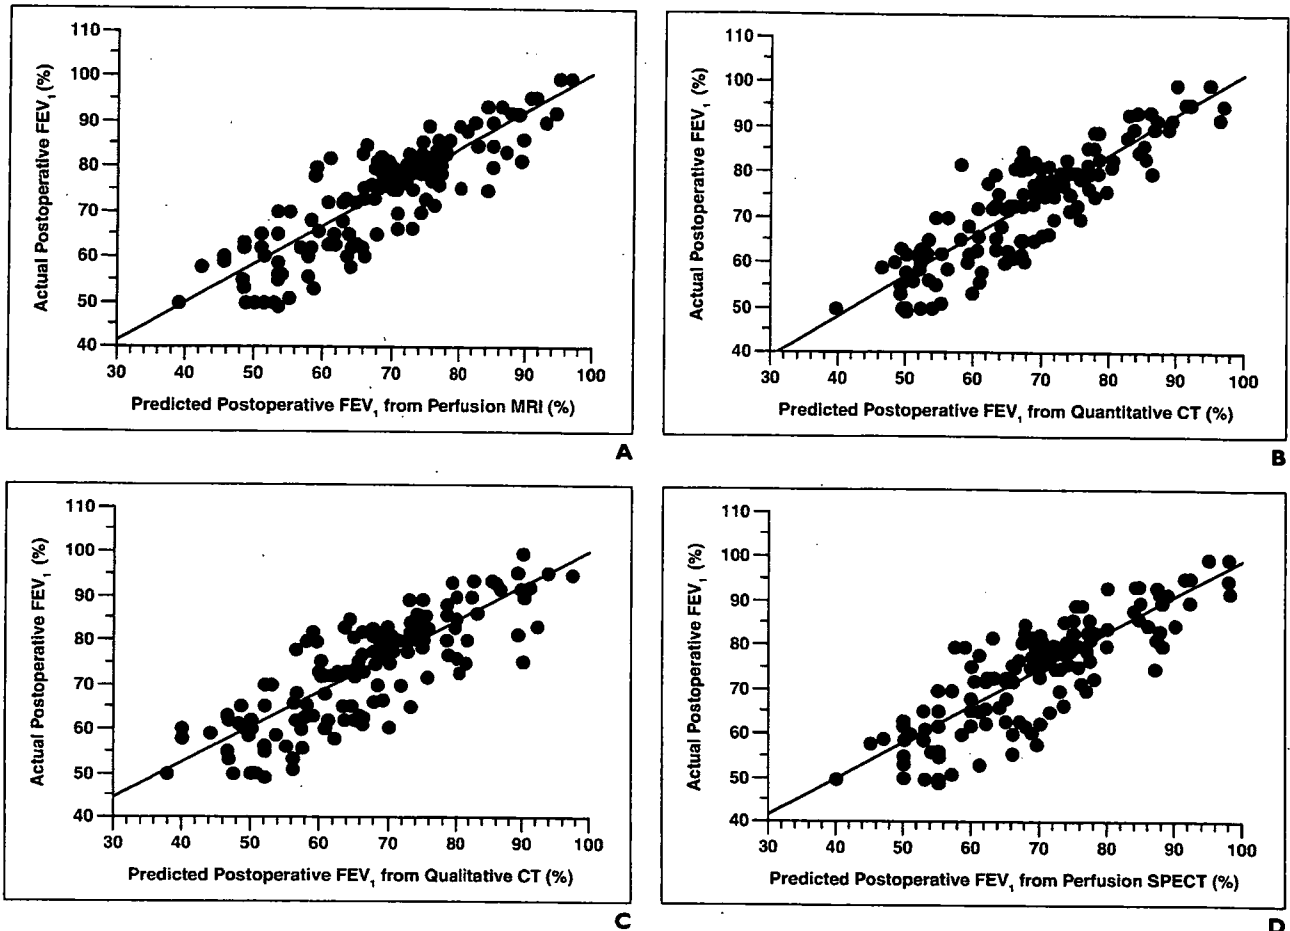 110
100
90
80
70
60
50
40
Actual Postoperative FEV1 (%)
30 40 50 60 70 80 90 100
Predicted Postoperative FEV1 from Perfusion MRI (%)
A
110
100
90
80
70
60
50
40
Actual Postoperative FEV1 (%)
30 40 50 60 70 80 90 100
Predicted Postoperative FEV1 from Quantitative CT (%)
B
110
100
90
80
70
60
50
40
Actual Postoperative FEV1 (%)
30 40 50 60 70 80 90 100
Predicted Postoperative FEV1 from Qualitative CT (%)
C
110
100
90
80
70
60
50
40
Actual Postoperative FEV1 (%)
30 40 50 60 70 80 90 100
Predicted Postoperative FEV1 from Perfusion SPECT (%)
D